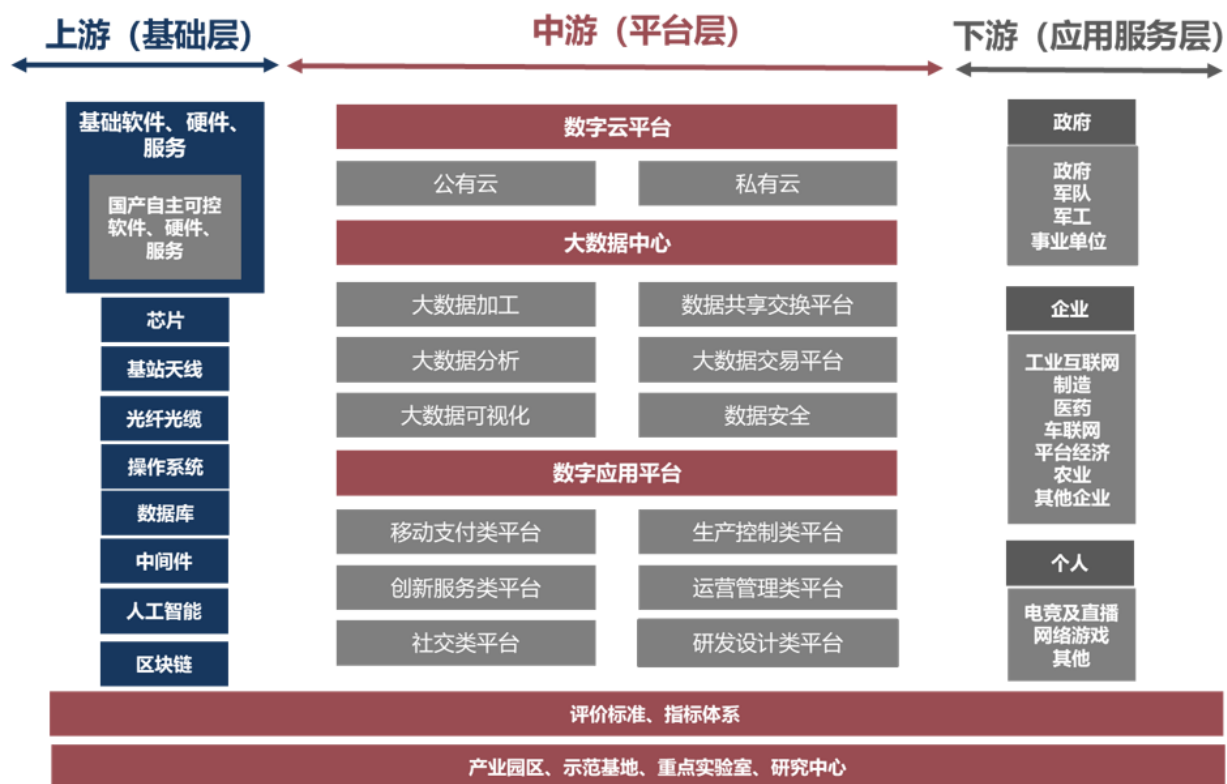 上游（基础层）
中游（平台层）
下游（应用服务层）
基础软件、硬件、
服务
国产自主可控
软件、硬件、
服务
芯片
基站天线
光纤光缆
操作系统
数据库
中间件
人工智能
区块链
数字云平台
公有云
私有云
大数据中心
大数据加工
数据共享交换平台
大数据分析
大数据交易平台
大数据可视化
数据安全
数字应用平台
移动支付类平台
生产控制类平台
创新服务类平台
运营管理类平台
社交类平台
研发设计类平台
政府
政府
军队
军工
事业单位
企业
工业互联网
制造
医药
车联网
平台经济
农业
其他企业
个人
电竞及直播
网络游戏
其他
评价标准、指标体系
产业园区、示范基地、重点实验室、研究中心